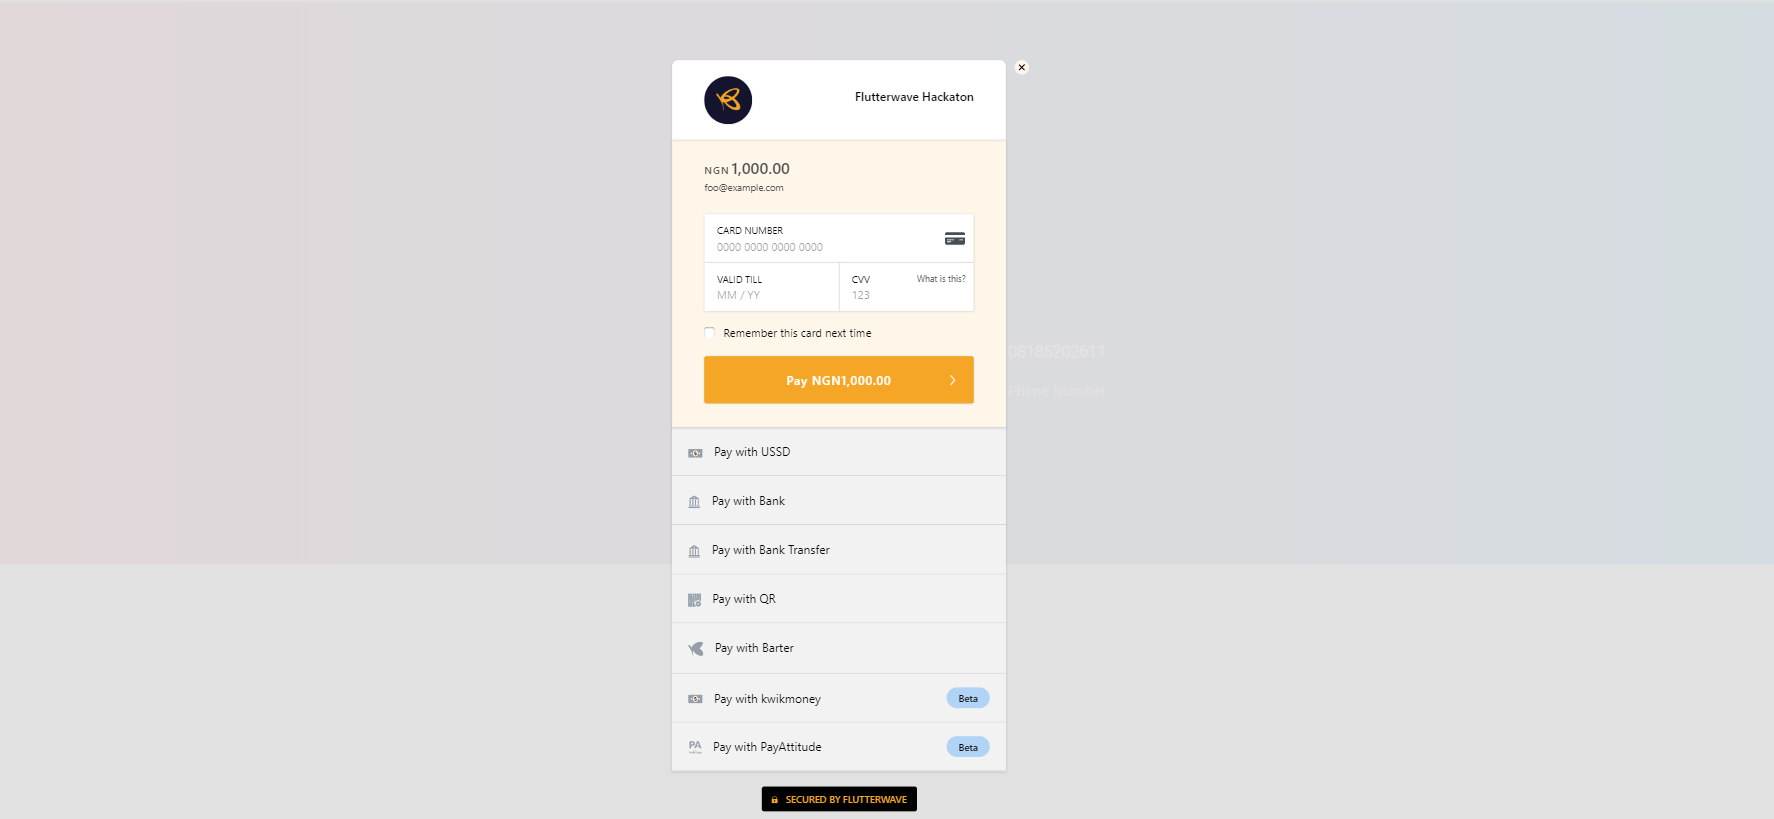 Flutterwave Hackaton
NGN 1,000.00
foo@example.com
CARD NUMBER
0000 0000 0000 0000
VALID TILL
MM / YY
CVV
What is this?
123
Remember this card next time
Pay NGN1,000.00
08185202611
Phone Number
Pay with USSD
Pay with Bank
Pay with Bank Transfer
Pay with QR
Pay with Barter
Pay with kwikmoney
Beta
PA
Pay with PayAttitude
Beta
SECURED BY FLUTTERWAVE